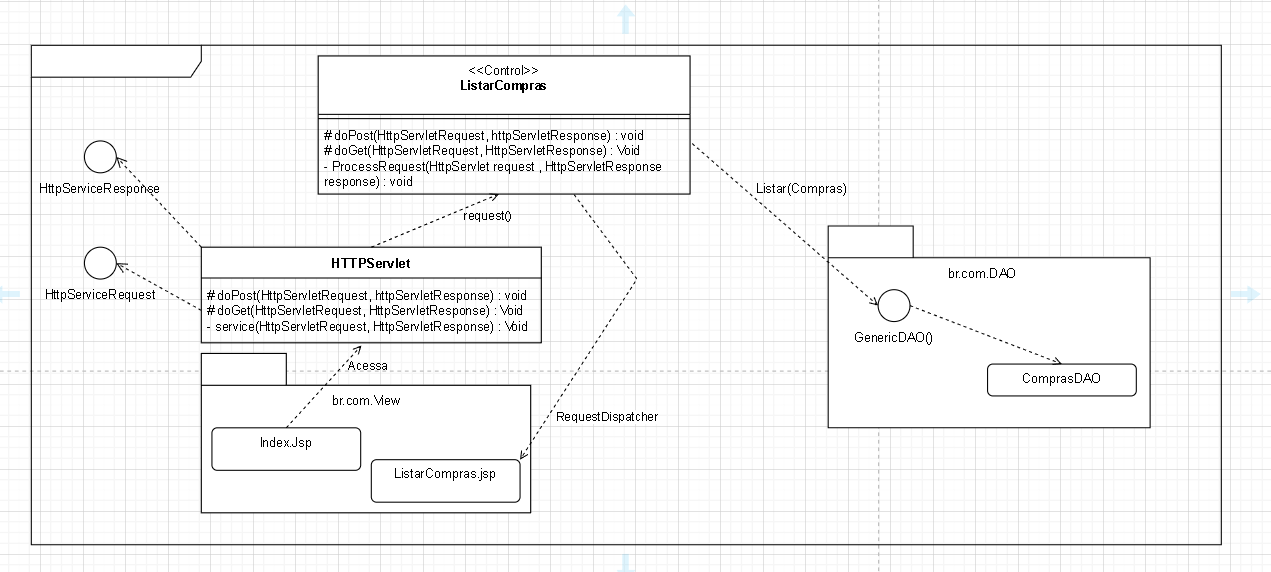 <<Control>>
ListarCompras
# doPost(HttpServletRequest, httpServletResponse) : void
# doGet(HttpServletRequest, HttpServletResponse) : Void
- ProcessRequest(HttpServlet request , HttpServletResponse
response) : void
HttpServiceResponse
Listar(Compras)
request()
HTTPServlet
br.com.DAO
HttpServiceRequest
# doPost(HttpServletRequest, httpServletResponse) : void
# doGet(HttpServletRequest, HttpServletResponse) : Void
- service(HttpServletRequest, HttpServletResponse) : Void
GenericDAO()
Acessa
ComprasDAO
br.com.View
RequestDispatcher
Index.Jsp
ListarCompras.jsp